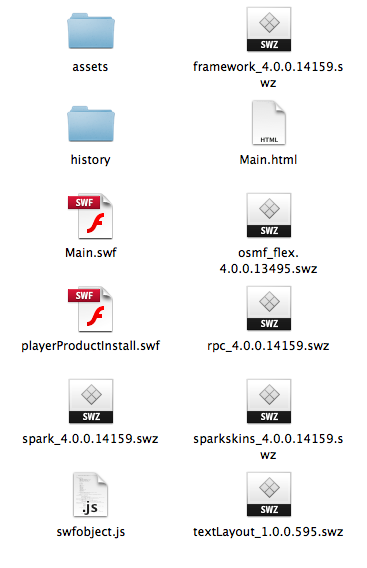 SWZ
assets
framework_4.0.0.14159.s
wz
HTML
history
Main.html
SWF
SWZ
Main.swf
osmf_flex.
4.0.0.13495.swz
SWF
SWZ
playerProductInstall.swf
rpc_4.0.0.14159.swz
SWZ
SWZ
spark_4.0.0.14159.swz
sparkskins_4.0.0.14159.s
wz
.js
SWZ
swfobject.js
textLayout_1.0.0.595.swz